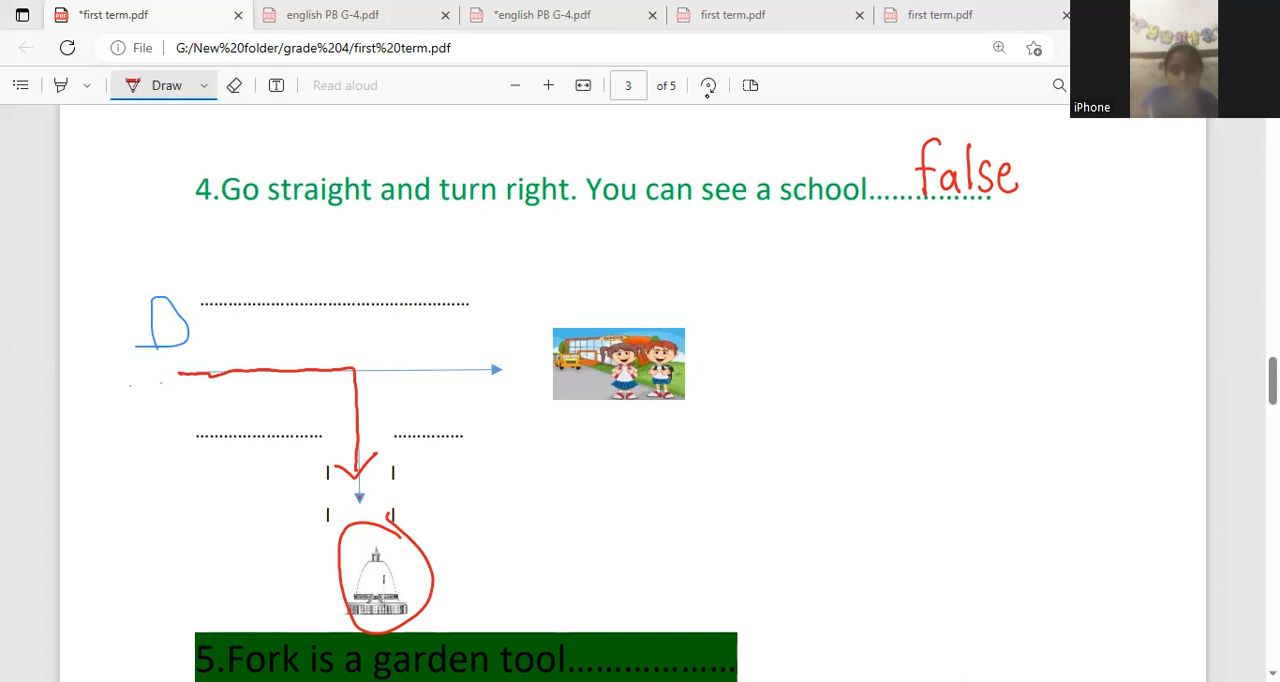 *first term.pdf
english PB G-4.pdf
*english PB G-4.pdf
first term.pdf
first term.pdf
File G:/New%20folder/grade%204/first%20term.pdf
Draw Read aloud 3 of 5
iPhone
4.Go straight and turn right. You can see a school................ false
D
5.Fork is a garden tool..................